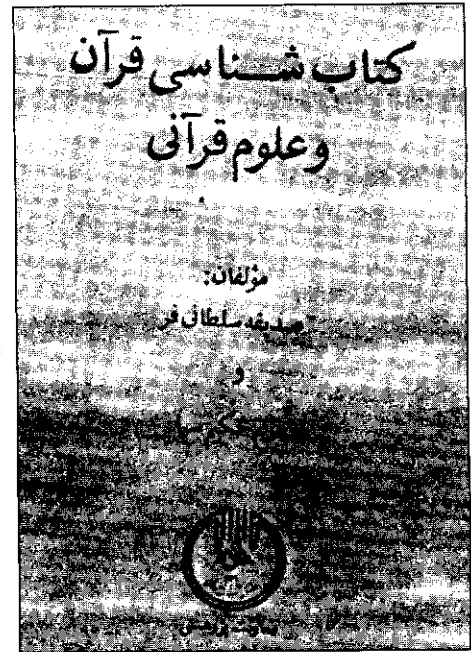 کتاب شناسی قرآن
و علوم قرآنی
مؤلفان:
صدیقه سلطانی فر
و